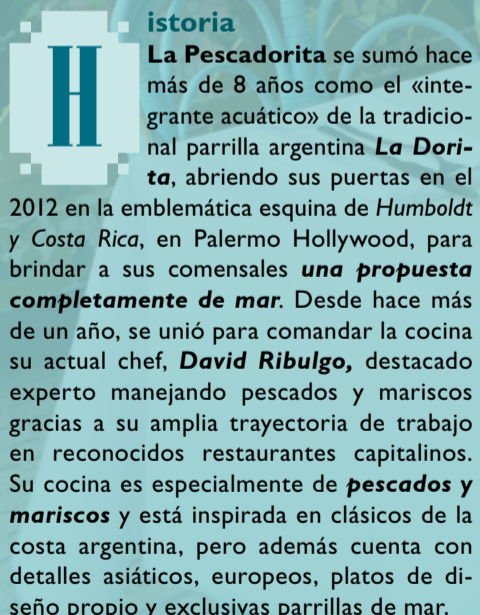 Historia
La Pescadorita se sumó hace
más de 8 años como el «inte-
grante acuático» de la tradicio-
nal parrilla argentina La Dori-
ta, abriendo sus puertas en el
2012 en la emblemática esquina de Humboldt
y Costa Rica, en Palermo Hollywood, para
brindar a sus comensales una propuesta
completamente de mar. Desde hace más
de un año, se unió para comandar la cocina
su actual chef, David Ribulgo, destacado
experto manejando pescados y mariscos
gracias a su amplia trayectoria de trabajo
en reconocidos restaurantes capitalinos.
Su cocina es especialmente de pescados y
mariscos y está inspirada en clásicos de la
costa argentina, pero además cuenta con
detalles asiáticos, europeos, platos de di-
seño propio y exclusivas parrillas de mar.